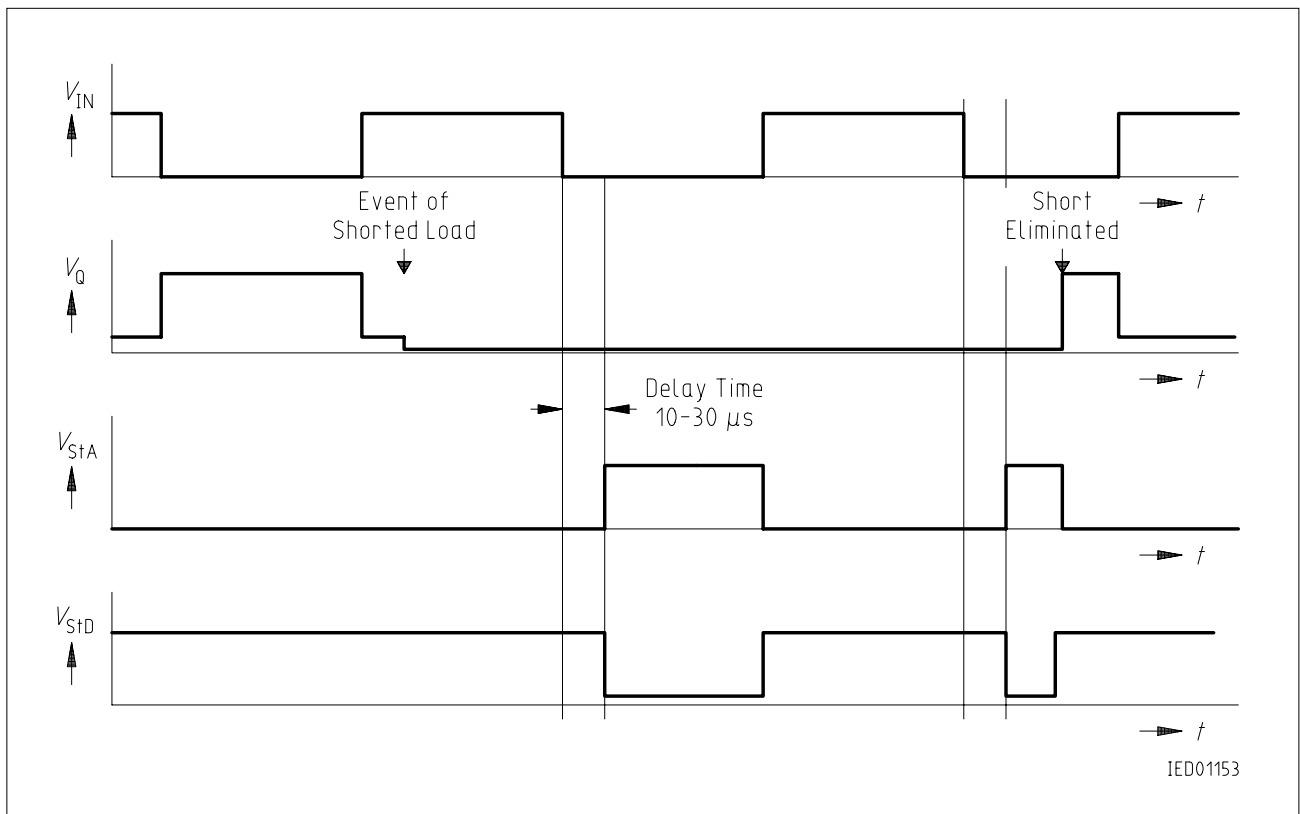 V_IN
t
Event of
Shorted Load
Short
Eliminated
V_Q
t
Delay Time
10-30 µs
V_StA
t
V_StD
t
IED01153